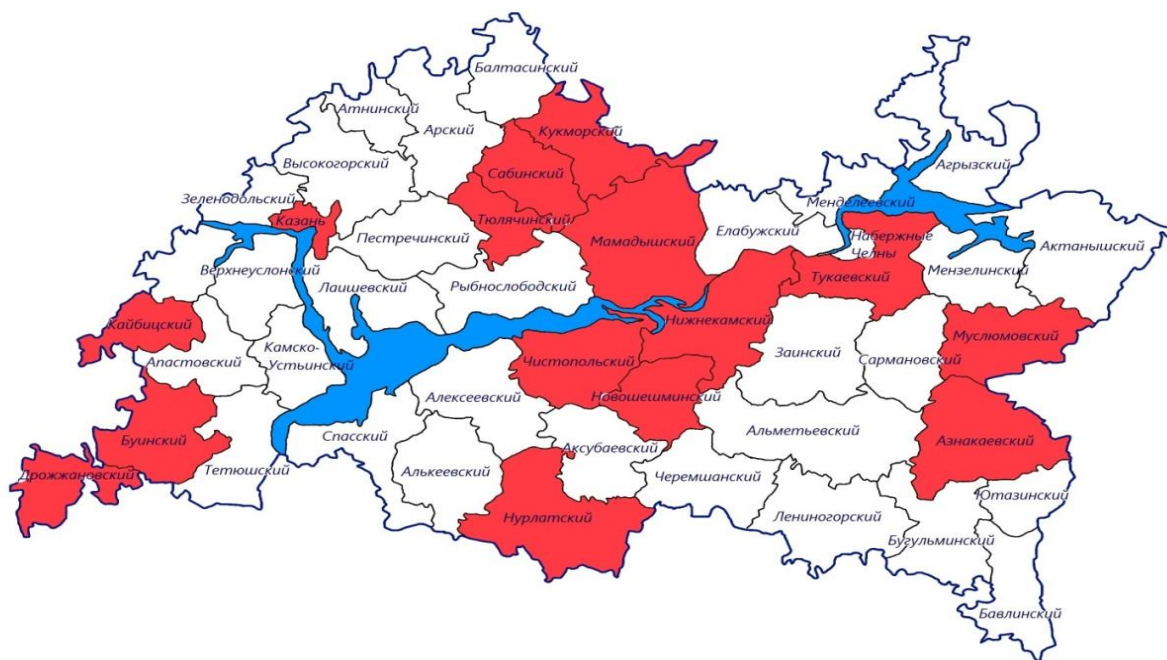 Балтасинский
Атнинский
Арский
Кукморский
Высокогорский
Сабинский
Агрызский
Зеленодольский
Менделеевский
Казань
Тюлячинский
Пестречинский
Мамадышский
Елабужский
Набержные
Челны
Актанышский
Верхнеуслонский
Лаишевский
Рыбнослободский
Тукаевский
Мензелинский
Кайбицский
Нижнекамский
Муслюмовский
Апастовский
Камско-
Устьинский
Чистопольский
Заинский
Сармановский
Новошешминский
Алексеевский
Спасский
Буинский
Аксубаевский
Альметьевский
Азнакаевский
Дрожжановский
Тетюшский
Алькеевский
Черемшанский
Ютазинский
Нурлатский
Лениногорский
Бугульминский
Бавлинский